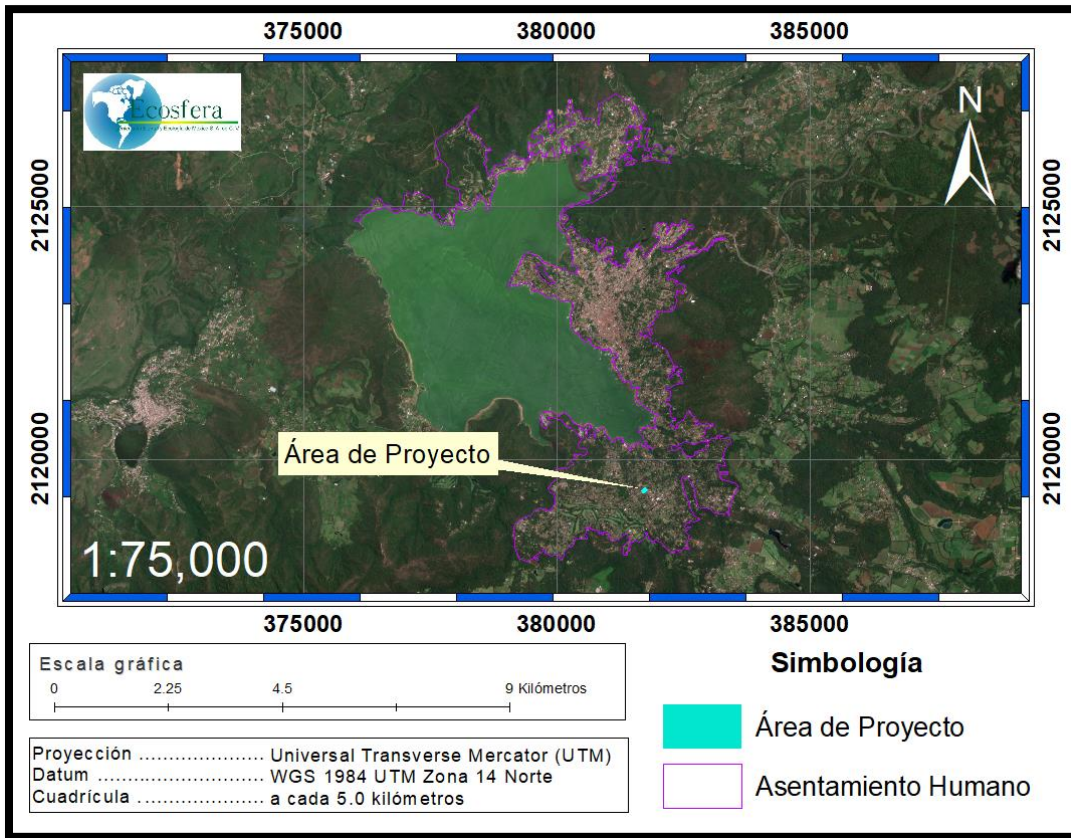 375000 380000 385000
Ecosfera
N
2125000 2125000
2120000 2120000
Área de Proyecto
1:75,000
375000 380000 385000
Escala gráfica
0 2.25 4.5 9 Kilómetros
Simbología
Área de Proyecto
Asentamiento Humano
Proyección ..................... Universal Transverse Mercator (UTM)
Datum ............................ WGS 1984 UTM Zona 14 Norte
Cuadrícula ..................... a cada 5.0 kilómetros